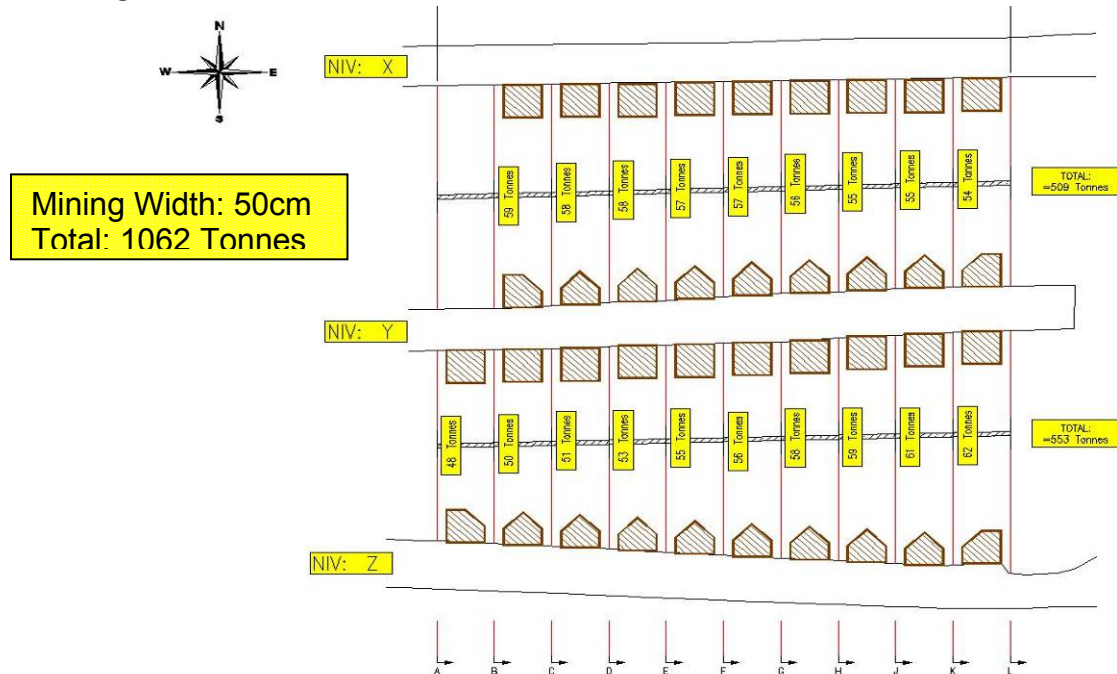 N
W E
S
NIV: X
Mining Width: 50cm
Total: 1062 Tonnes
59 Tonnes
58 Tonnes
58 Tonnes
57 Tonnes
57 Tonnes
56 Tonnes
55 Tonnes
55 Tonnes
54 Tonnes
TOTAL:
=509 Tonnes
NIV: Y
48 Tonnes
50 Tonnes
51 Tonnes
53 Tonnes
55 Tonnes
56 Tonnes
58 Tonnes
59 Tonnes
61 Tonnes
62 Tonnes
TOTAL:
=553 Tonnes
NIV: Z
A B C D E F G H J K L